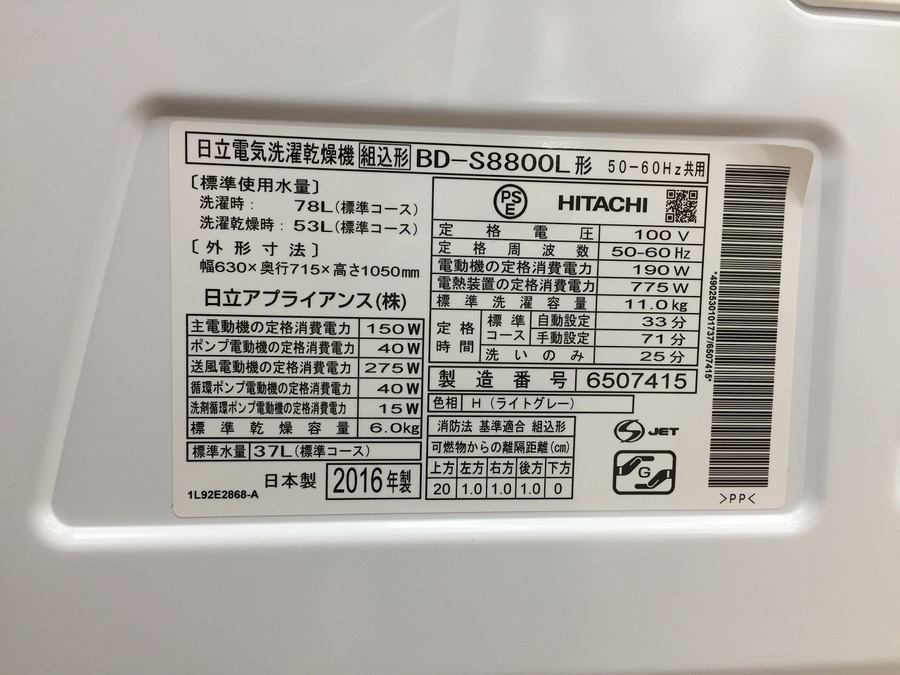 日立電気洗濯乾燥機 組込形 BD-S8800L形 50-60Hz共用
〔標準使用水量〕
洗濯時： 78L(標準コース)
洗濯乾燥時： 53L(標準コース)
〔外形寸法〕
幅630×奥行715×高さ1050mm
日立アプライアンス(株)
主電動機の定格消費電力 150W
ポンプ電動機の定格消費電力 40W
送風電動機の定格消費電力 275W
循環ポンプ電動機の定格消費電力 40W
洗剤循環ポンプ電動機の定格消費電力 15W
標準乾燥容量 6.0kg
標準水量 37L(標準コース)
日本製 2016年製
1L92E2868-A
PSE HITACHI
定格電圧 100V
定格周波数 50-60Hz
電動機の定格消費電力 190W
電熱装置の定格消費電力 775W
標準洗濯容量 11.0kg
定格時間 標準コース 自動設定 33分
手動設定 71分
洗いのみ 25分
製造番号 6507415
色相 H（ライトグレー）
消防法 基準適合 組込形
可燃物からの離隔距離(cm)
上方 左方 右方 後方 下方
20 1.0 1.0 1.0 0
S JET
G
*4902530101737/6507415*
>PP<